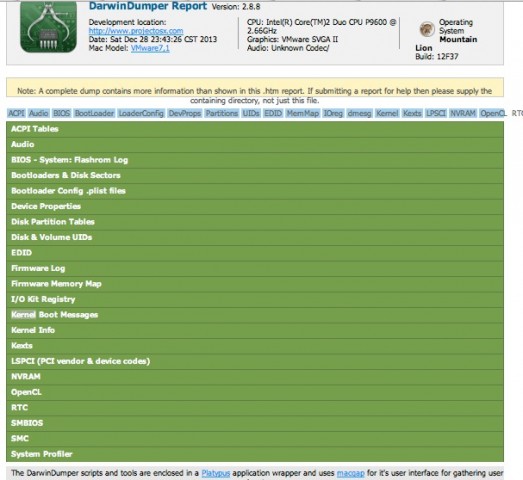 DarwinDumper Report Version: 2.8.8
Development location:
http://www.projectosx.com
Date: Sat Dec 28 23:43:26 CST 2013
Mac Model: VMware7,1
CPU: Intel(R) Core(TM)2 Duo CPU P9600 @
2.66GHz
Graphics: VMware SVGA II
Audio: Unknown Codec/
Operating
System
Mountain
Lion
Build: 12F37
Note: A complete dump contains more information than shown in this .htm report. If submitting a report for help then please supply the
containing directory, not just this file.
ACPI Audio BIOS BootLoader LoaderConfig DevProps Partitions UIDs EDID MemMap IOreg dmesg Kernel Kexts LPSCI NVRAM OpenCL RTC
ACPI Tables
Audio
BIOS - System: Flashrom Log
Bootloaders & Disk Sectors
Bootloader Config .plist files
Device Properties
Disk Partition Tables
Disk & Volume UIDs
EDID
Firmware Log
Firmware Memory Map
I/O Kit Registry
Kernel Boot Messages
Kernel Info
Kexts
LSPCI (PCI vendor & device codes)
NVRAM
OpenCL
RTC
SMBIOS
SMC
System Profiler
The DarwinDumper scripts and tools are enclosed in a Platypus application wrapper and uses macgap for it's user interface for gathering user